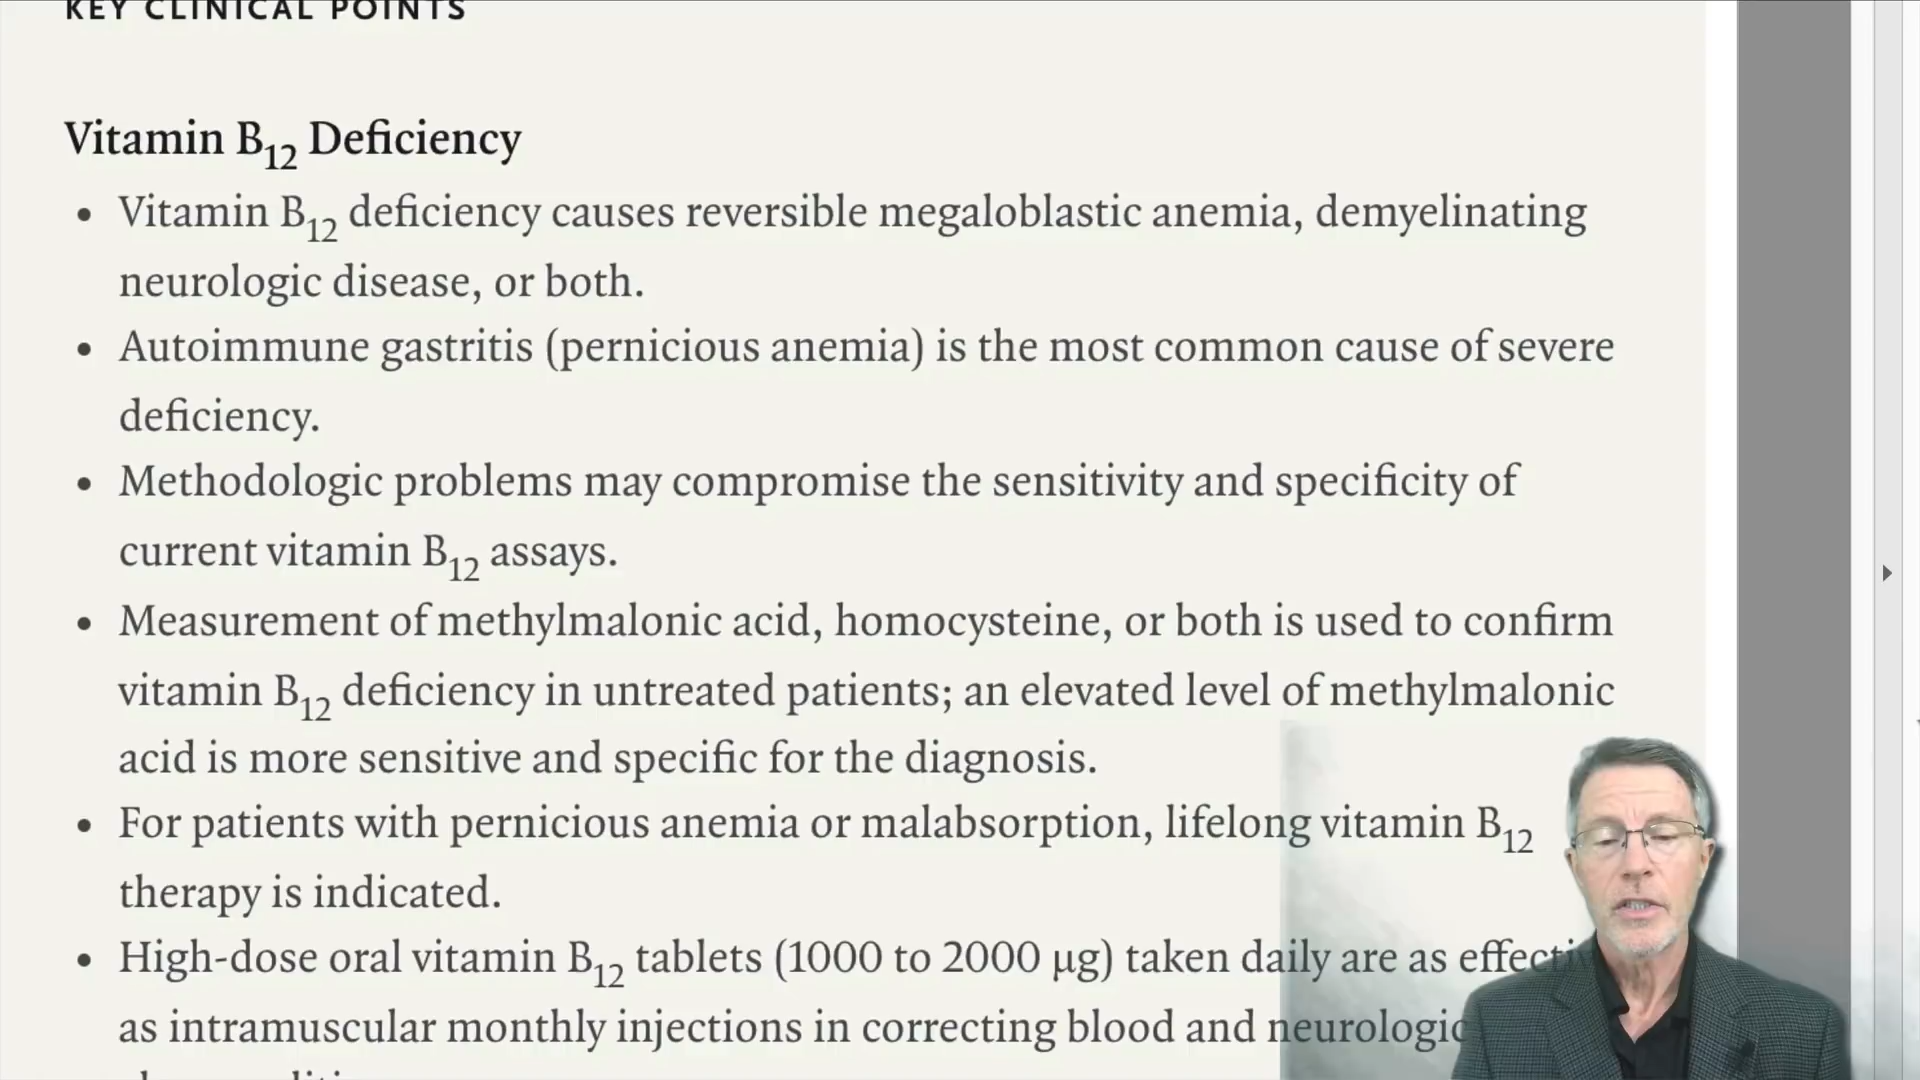 KEY CLINICAL POINTS
Vitamin B12 Deficiency
• Vitamin B12 deficiency causes reversible megaloblastic anemia, demyelinating
neurologic disease, or both.
• Autoimmune gastritis (pernicious anemia) is the most common cause of severe
deficiency.
• Methodologic problems may compromise the sensitivity and specificity of
current vitamin B12 assays.
• Measurement of methylmalonic acid, homocysteine, or both is used to confirm
vitamin B12 deficiency in untreated patients; an elevated level of methylmalonic
acid is more sensitive and specific for the diagnosis.
• For patients with pernicious anemia or malabsorption, lifelong vitamin B12
therapy is indicated.
• High-dose oral vitamin B12 tablets (1000 to 2000 µg) taken daily are as
as intramuscular monthly injections in correcting blood and neurologic